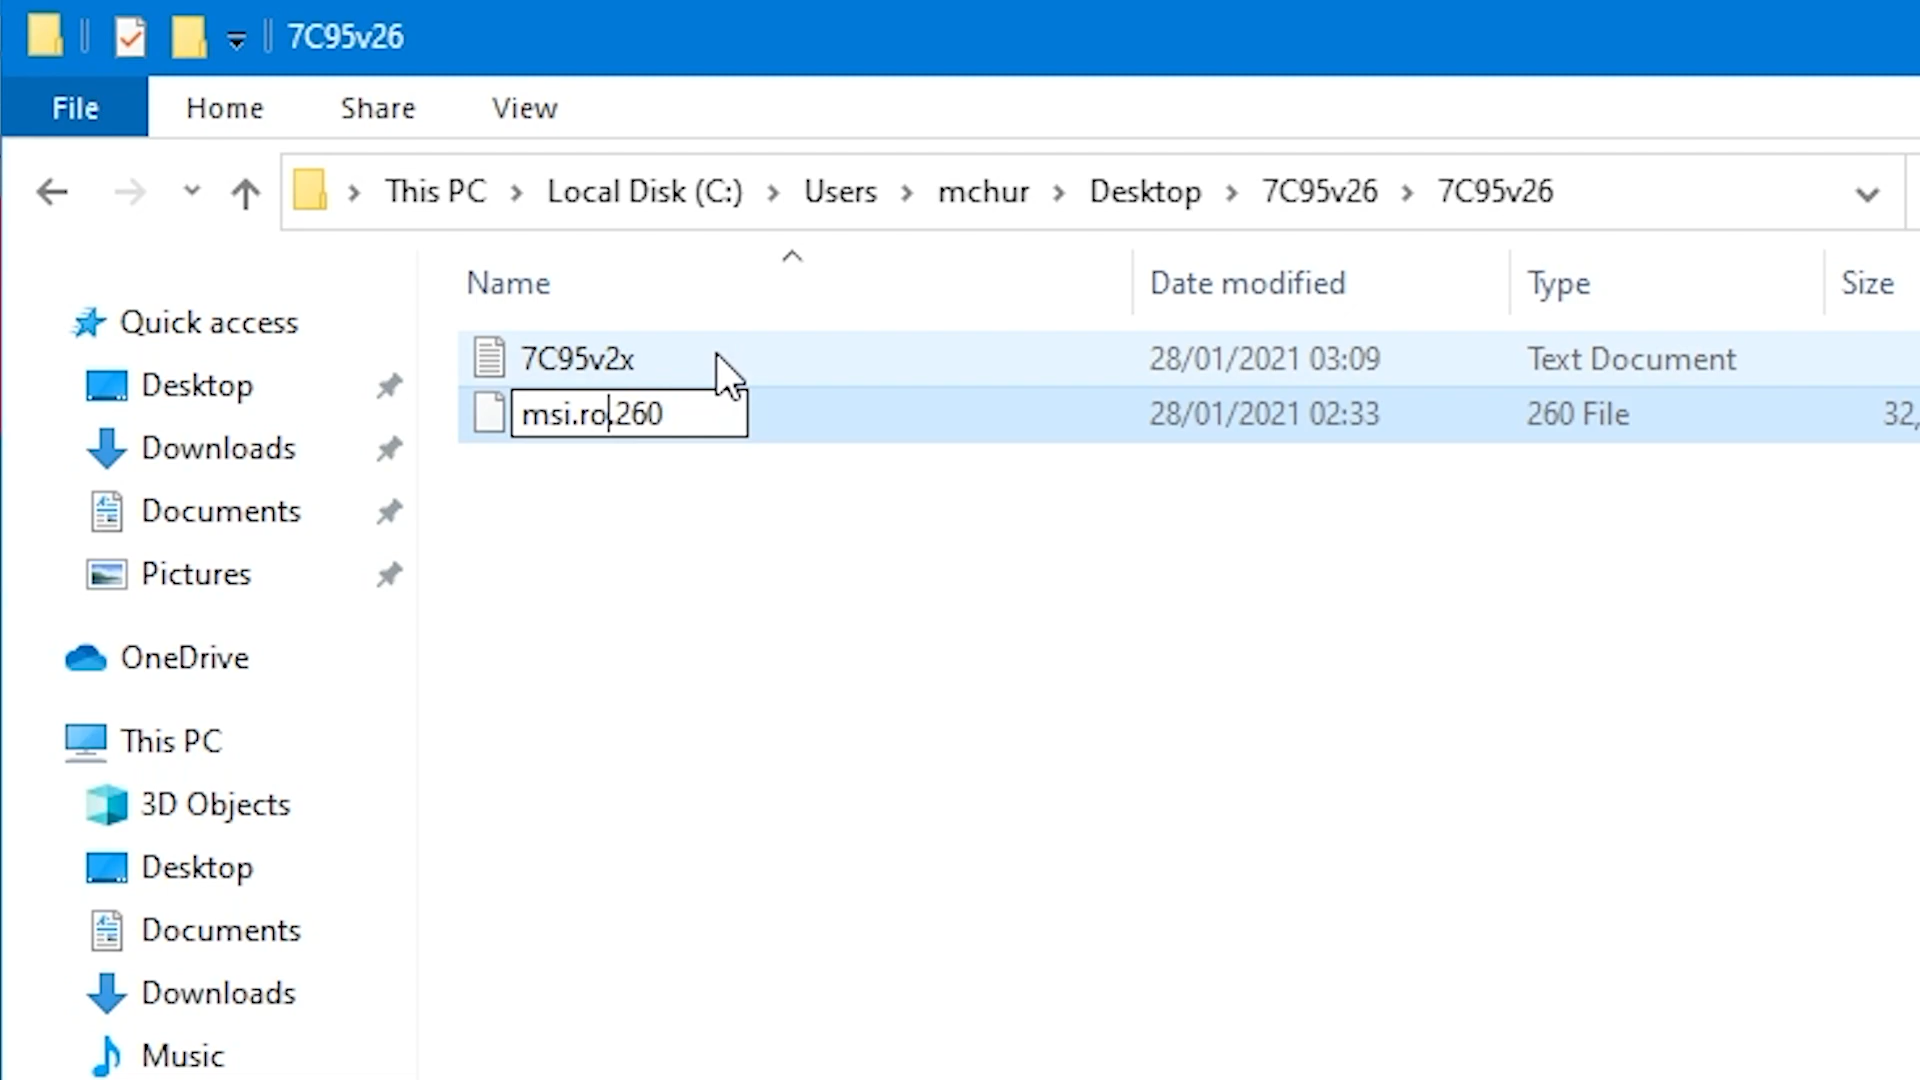 7C95v26
File Home Share View
This PC Local Disk (C:) Users mchur Desktop 7C95v26 7C95v26
Name Date modified Type Size
Quick access
7C95v2x 28/01/2021 03:09 Text Document
Desktop
msi.ro.260 28/01/2021 02:33 260 File 32,
Downloads
Documents
Pictures
OneDrive
This PC
3D Objects
Desktop
Documents
Downloads
Music